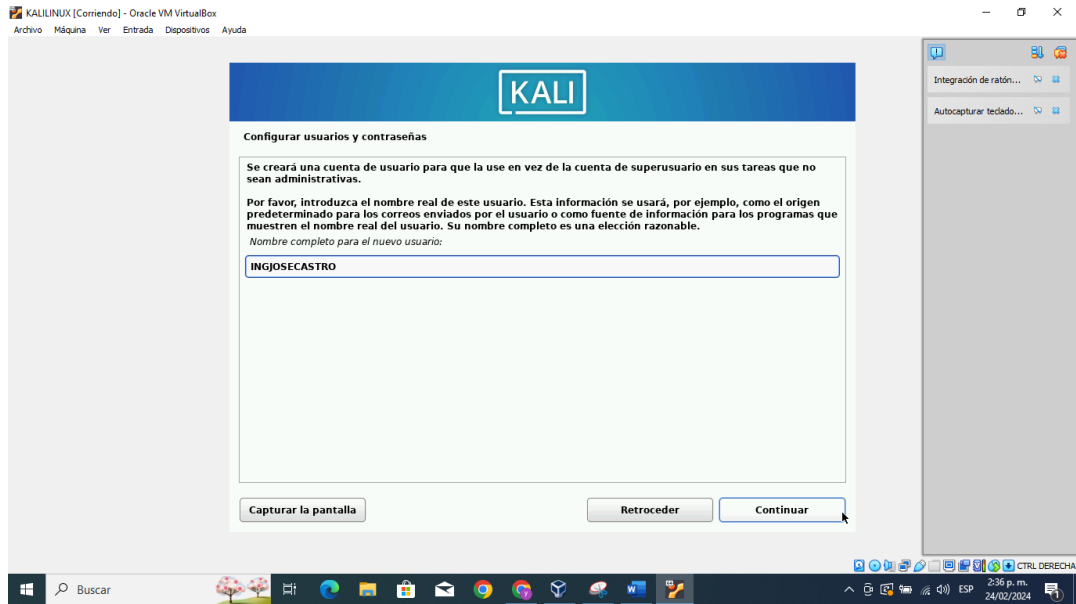 KALILINUX [Corriendo] - Oracle VM VirtualBox
Archivo Máquina Ver Entrada Dispositivos Ayuda
KALI
Integración de ratón...
Autocapturar teclado...
Configurar usuarios y contraseñas
Se creará una cuenta de usuario para que la use en vez de la cuenta de superusuario en sus tareas que no
sean administrativas.
Por favor, introduzca el nombre real de este usuario. Esta información se usará, por ejemplo, como el origen
predeterminado para los correos enviados por el usuario o como fuente de información para los programas que
muestren el nombre real del usuario. Su nombre completo es una elección razonable.
Nombre completo para el nuevo usuario:
INGJOSECASTRO
Capturar la pantalla Retroceder Continuar
CTRL DERECHA
Buscar
ESP
2:36 p. m.
24/02/2024
1